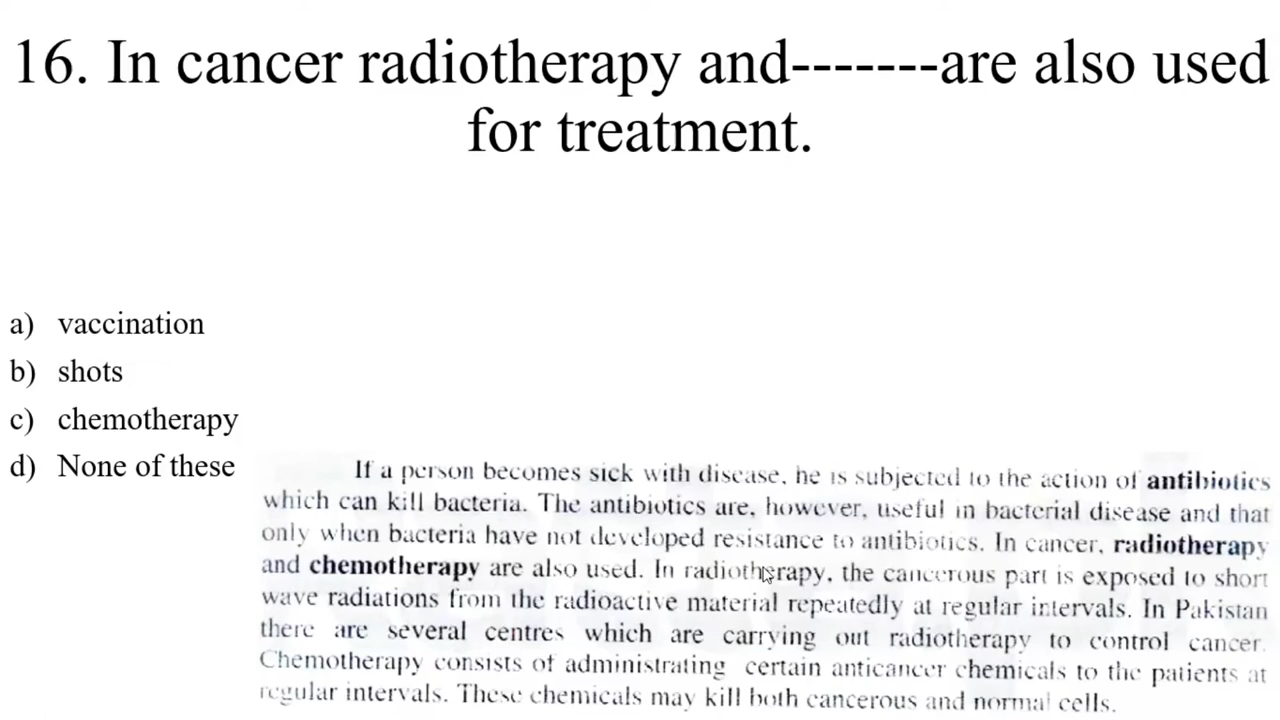 16. In cancer radiotherapy and-------are also used
for treatment.
a) vaccination
b) shots
c) chemotherapy
d) None of these
If a person becomes sick with disease, he is subjected to the action of antibiotics
which can kill bacteria. The antibiotics are, however, useful in bacterial disease and that
only when bacteria have not developed resistance to antibiotics. In cancer, radiotherapy
and chemotherapy are also used. In radiotherapy, the cancerous part is exposed to short
wave radiations from the radioactive material repeatedly at regular intervals. In Pakistan
there are several centres which are carrying out radiotherapy to control cancer.
Chemotherapy consists of administrating certain anticancer chemicals to the patients at
regular intervals. These chemicals may kill both cancerous and normal cells.